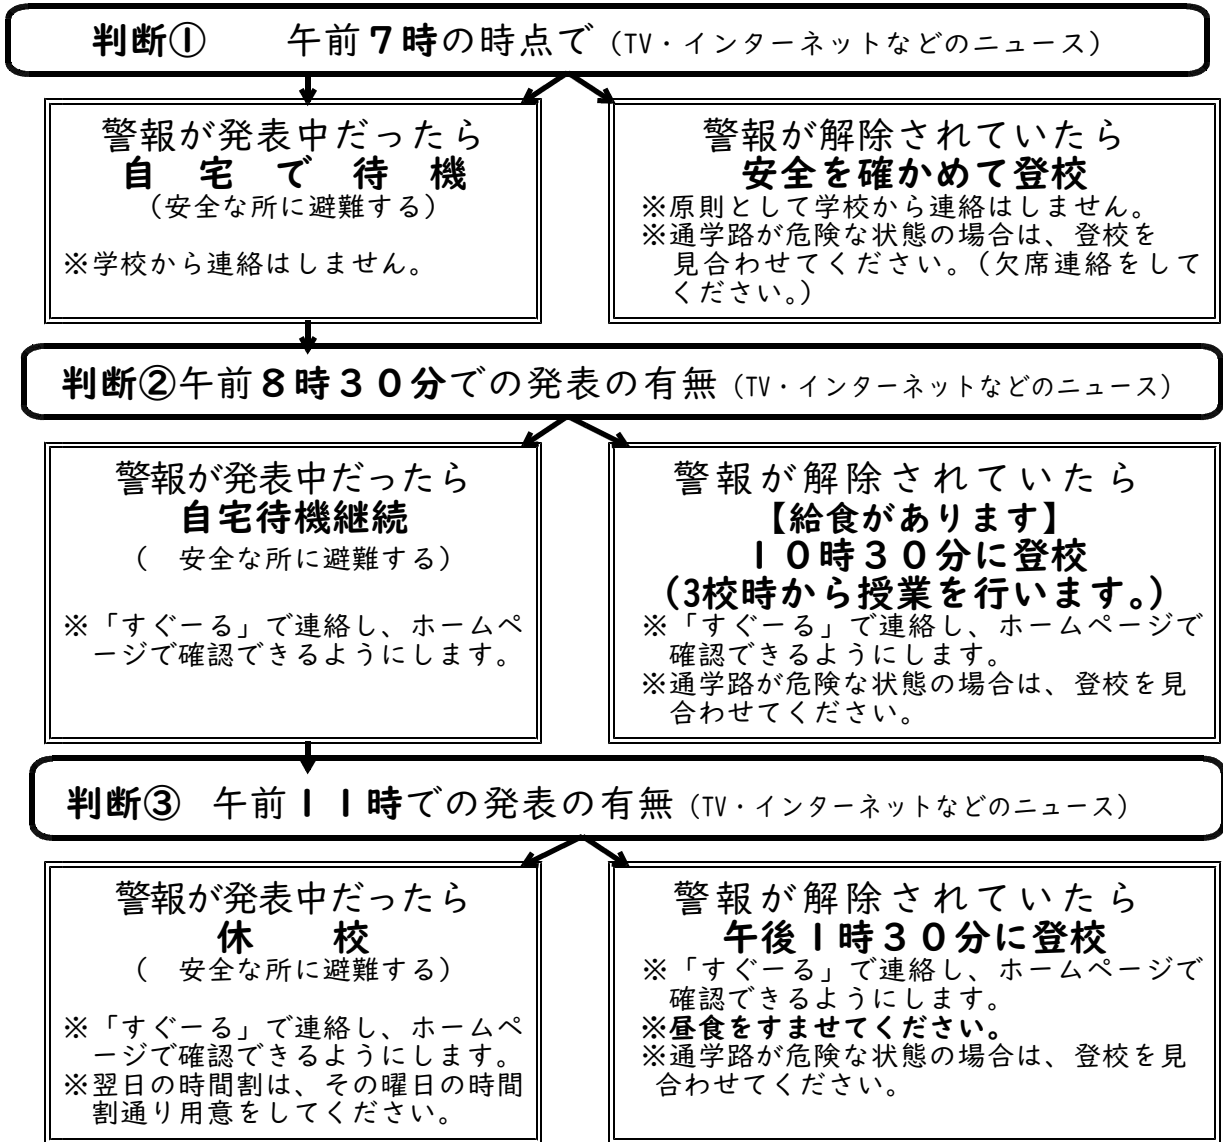 判断① 午前７時の時点で（TV・インターネットなどのニュース）
警報が発表中だったら
自宅で待機
（安全な所に避難する）
※学校から連絡はしません。
警報が解除されていたら
安全を確かめて登校
※原則として学校から連絡はしません。
※通学路が危険な状態の場合は、登校を
見合わせてください。（欠席連絡をして
ください。）
判断②午前８時３０分での発表の有無（TV・インターネットなどのニュース）
警報が発表中だったら
自宅待機継続
（ 安全な所に避難する）
※「すぐーる」で連絡し、ホームペ
ージで確認できるようにします。
警報が解除されていたら
【給食があります】
１０時３０分に登校
（3校時から授業を行います。）
※「すぐーる」で連絡し、ホームページで
確認できるようにします。
※通学路が危険な状態の場合は、登校を見
合わせてください。
判断③ 午前１１時での発表の有無（TV・インターネットなどのニュース）
警報が発表中だったら
休 校
（ 安全な所に避難する）
※「すぐーる」で連絡し、ホームペ
ージで確認できるようにします。
※翌日の時間割は、その曜日の時間
割通り用意をしてください。
警報が解除されていたら
午後１時３０分に登校
※「すぐーる」で連絡し、ホームページで
確認できるようにします。
※昼食をすませてください。
※通学路が危険な状態の場合は、登校を見
合わせてください。